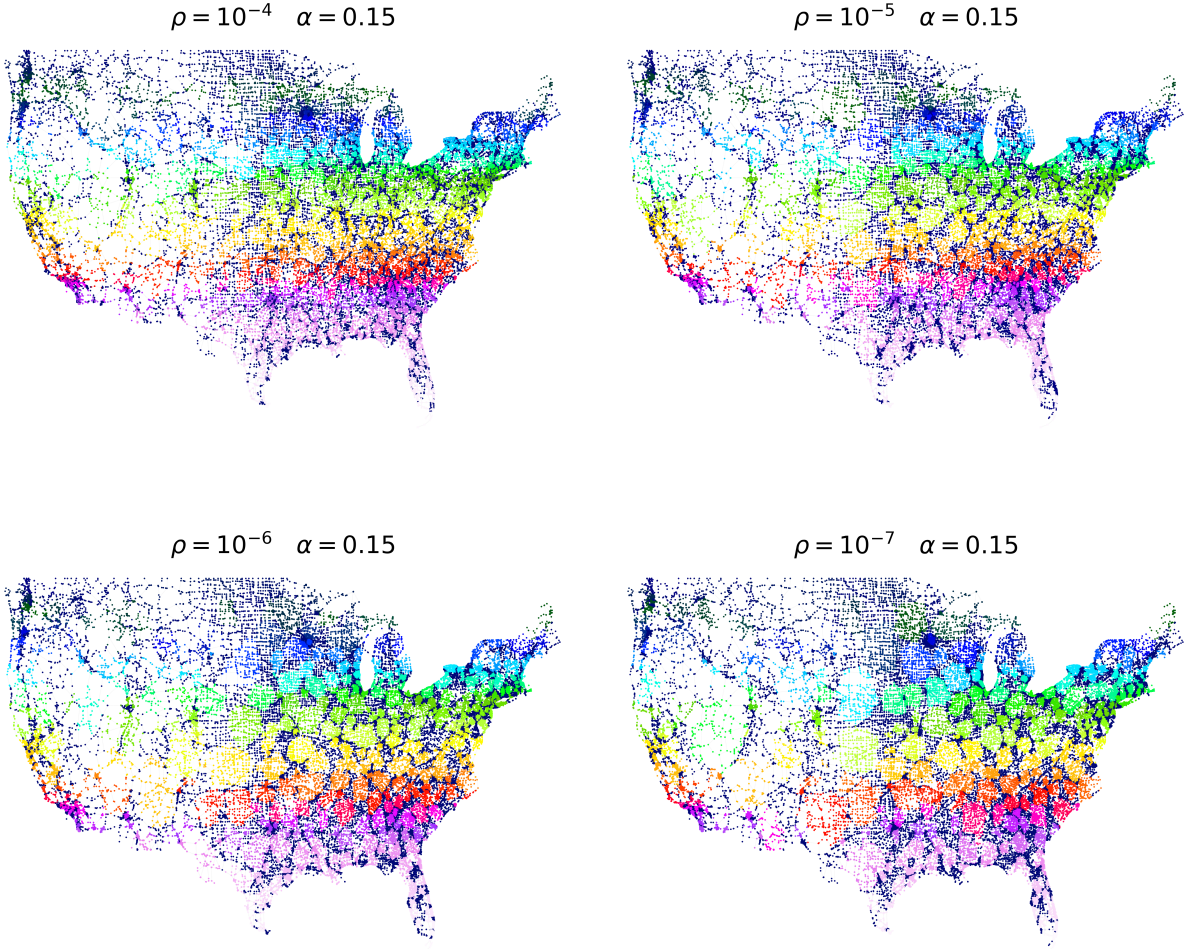 ρ = 10⁻⁴ α = 0.15
ρ = 10⁻⁵ α = 0.15
ρ = 10⁻⁶ α = 0.15
ρ = 10⁻⁷ α = 0.15